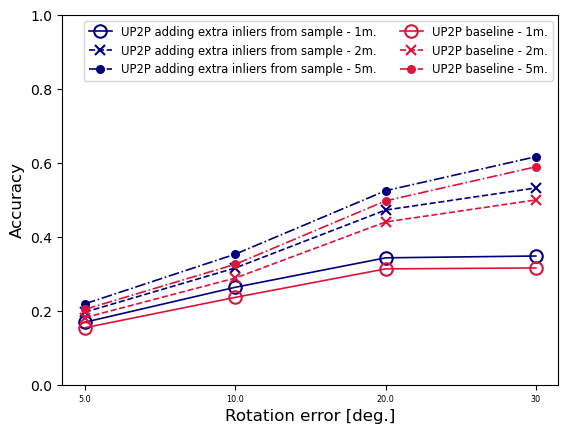 1.0
UP2P adding extra inliers from sample - 1m.
UP2P adding extra inliers from sample - 2m.
UP2P adding extra inliers from sample - 5m.
UP2P baseline - 1m.
UP2P baseline - 2m.
UP2P baseline - 5m.
0.8
0.6
0.4
0.2
0.0
Accuracy
5.0 10.0 20.0 30
Rotation error [deg.]